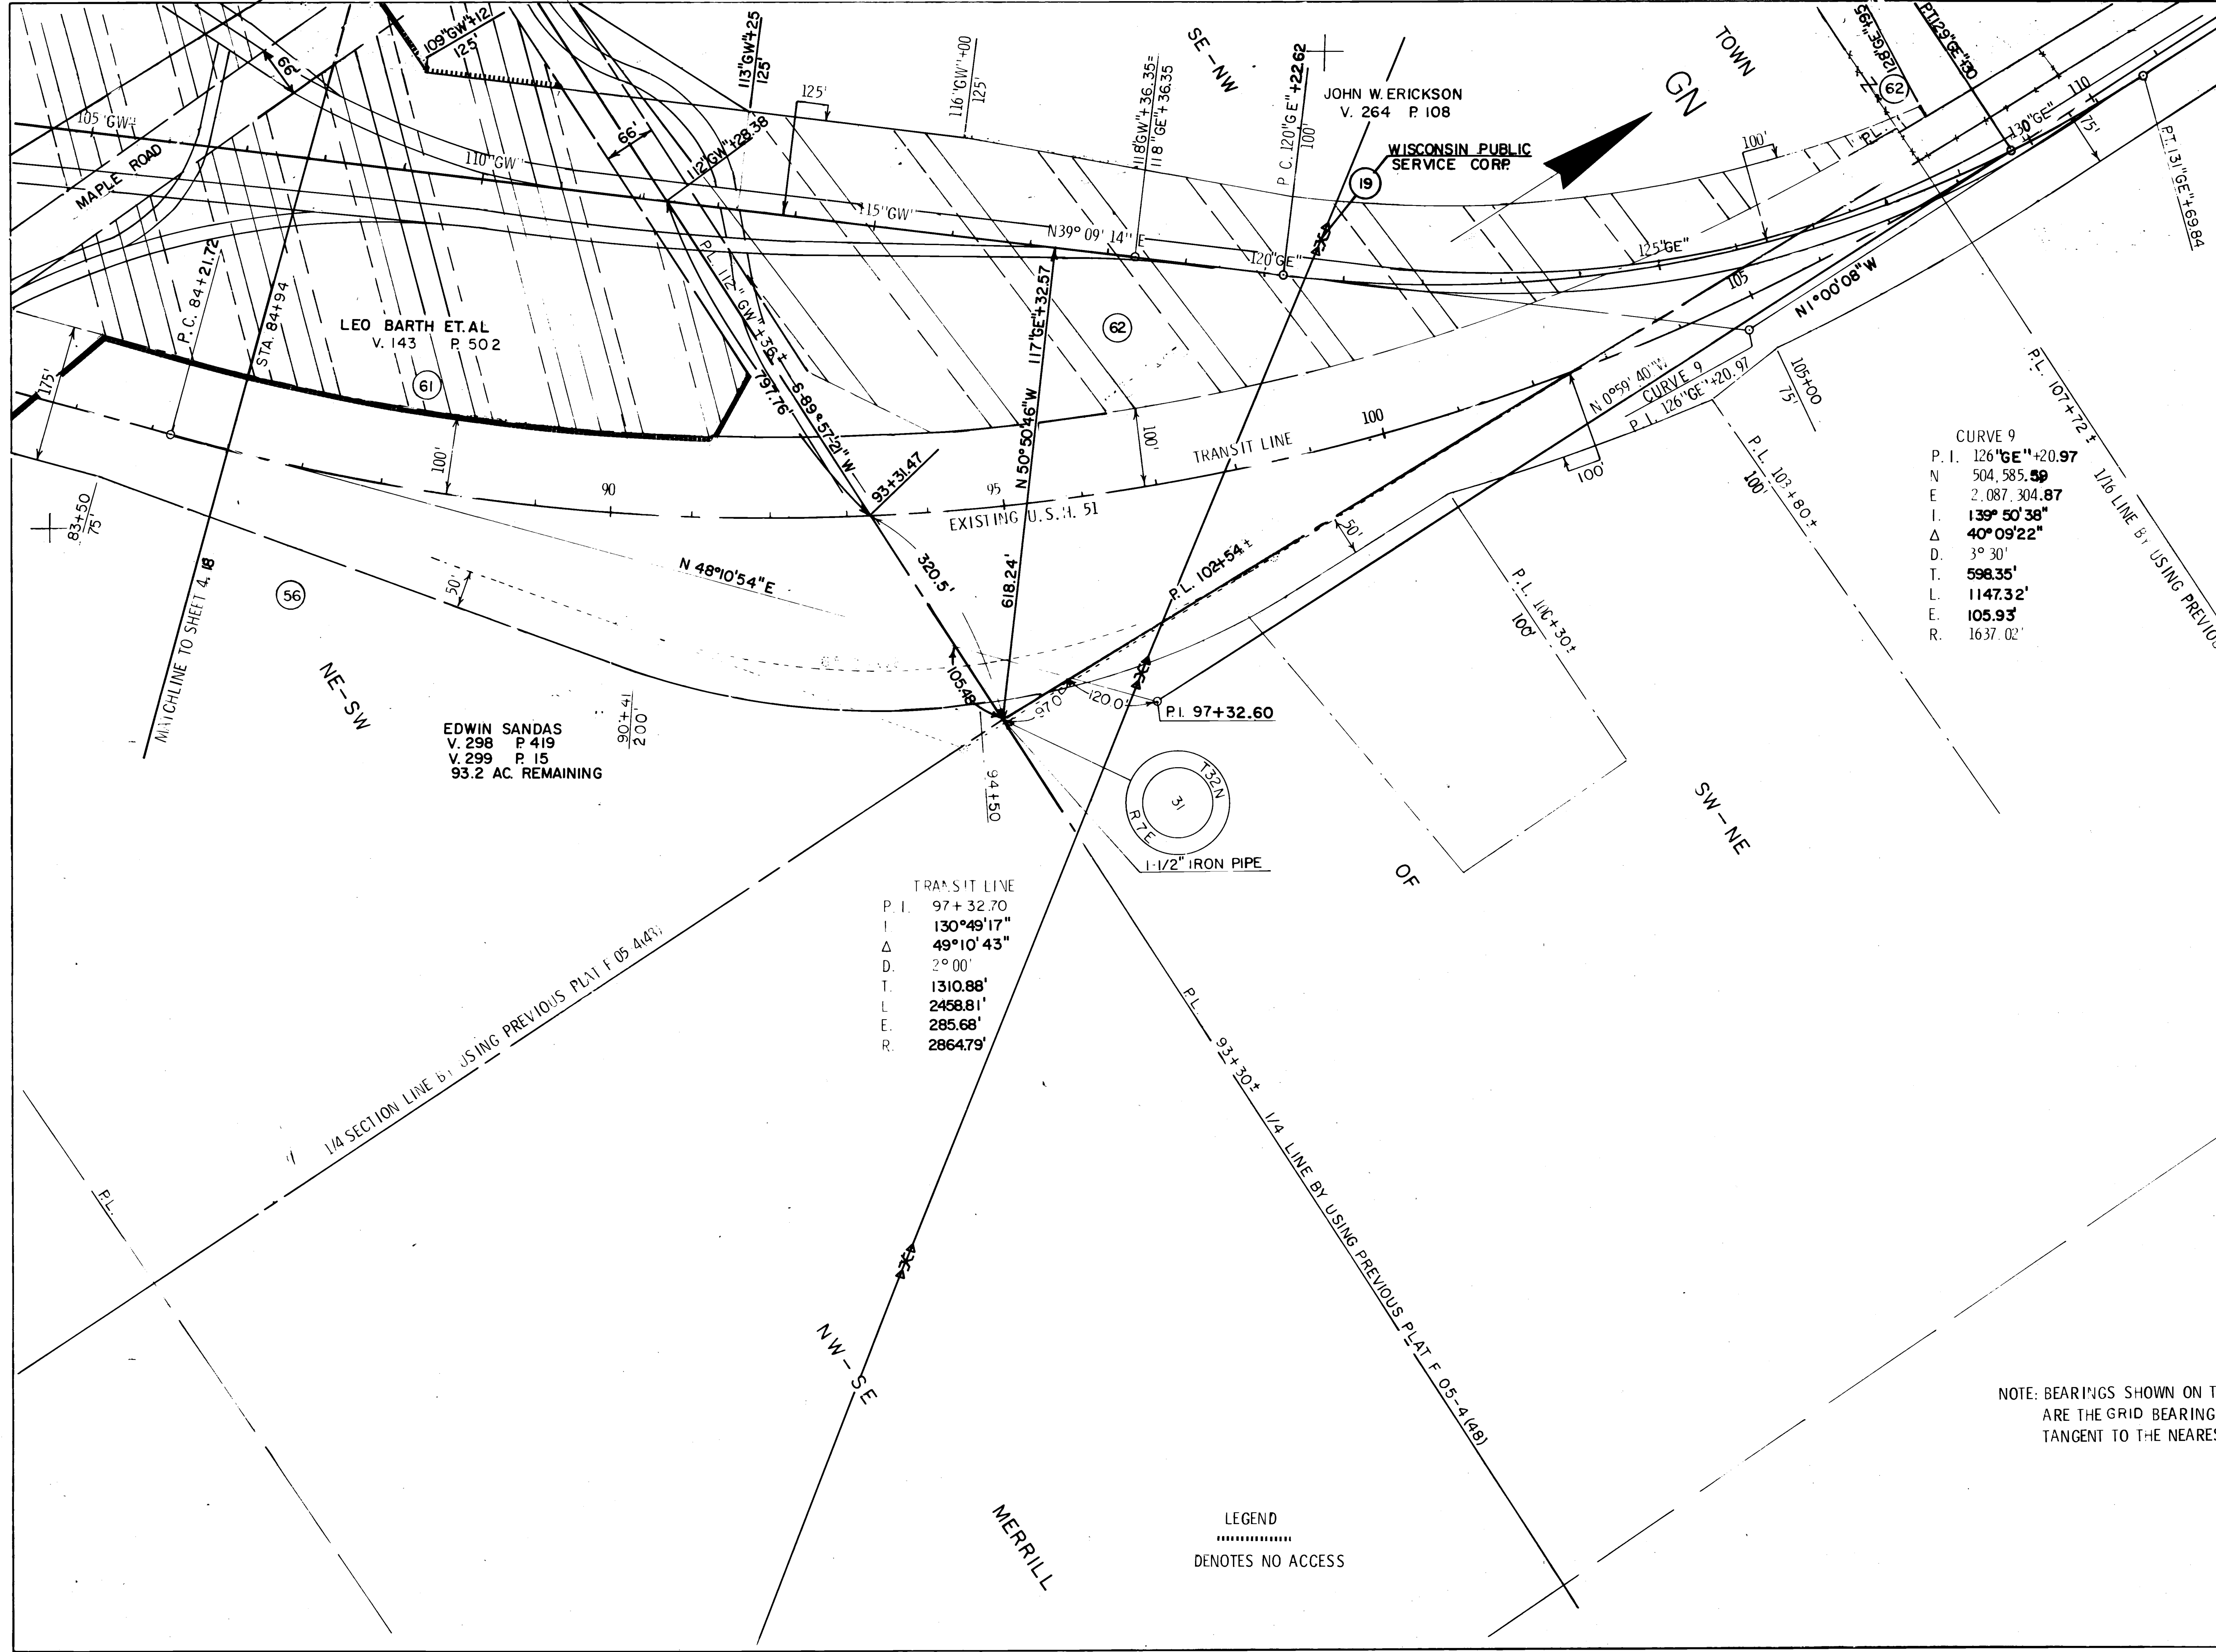 109"GW"+12
125'
66'
113"GW"+25
125'
116"GW"+00
125'
125'
SE-NW
118"GW"+36.35=
118"GE"+36.35
P.C. 120"GE"+22.62
100'
JOHN W. ERICKSON
V. 264 P. 108
WISCONSIN PUBLIC
SERVICE CORP.
19
GN
TOWN
100'
P.L.
128"GE"+95
62
P.T. 129"GE"+30
110
130"GE"
75'
P.T. 131"GE"+69.84
105"GW"
MAPLE ROAD
110"GW"
66'
112"GW"+28.38
115"GW"
N39° 09' 14" E
120"GE"
125"GE"
105
N1°00'08"W
P.C. 84+21.72
STA. 84+94
LEO BARTH ET. AL
V. 143 P. 502
61
175'
P.L. 112"GW"+36±
797.76'
S 89°57'21" W
N 50°50'46"W 117"GE"+32.57
618.24'
62
N 0°59'40"W
CURVE 9
P.I. 126"GE"+20.97
105+00
75'
P.L. 107+72±
1/16 LINE BY USING PREVIOUS
P.L. 103+80±
100'
CURVE 9
P.I. 126"GE"+20.97
N 504,585.59
E 2,087,304.87
I. 139° 50'38"
Δ 40°09'22"
D. 3° 30'
T. 598.35'
L. 1147.32'
E. 105.93'
R. 1637.02'
100'
100'
100'
100
TRANSIT LINE
90
95
93+31.47
EXISTING U.S.H. 51
83+50
75'
MATCHLINE TO SHEET 4.18
56
50'
N 48°10'54"E
320.5'
P.L. 102+54±
50'
P.L. 100+30±
100'
NE-SW
EDWIN SANDAS
V. 298 P. 419
V. 299 P. 15
93.2 AC. REMAINING
90+41
200'
105.48
97.0'
120.0'
P.I. 97+32.60
94+50
T32N
31
R7E
1-1/2" IRON PIPE
SW-NE
OF
TRANSIT LINE
P.I. 97+32.70
I 130°49'17"
Δ 49°10'43"
D. 2°00'
T. 1310.88'
L 2458.81'
E. 285.68'
R. 2864.79'
1/4 SECTION LINE BY USING PREVIOUS PLAT F 05-4(43)
P.L.
P.L. 93+30± 1/4 LINE BY USING PREVIOUS PLAT F 05-4(48)
NW-SE
NOTE: BEARINGS SHOWN ON T
ARE THE GRID BEARING
TANGENT TO THE NEARES
MERRILL
LEGEND
DENOTES NO ACCESS